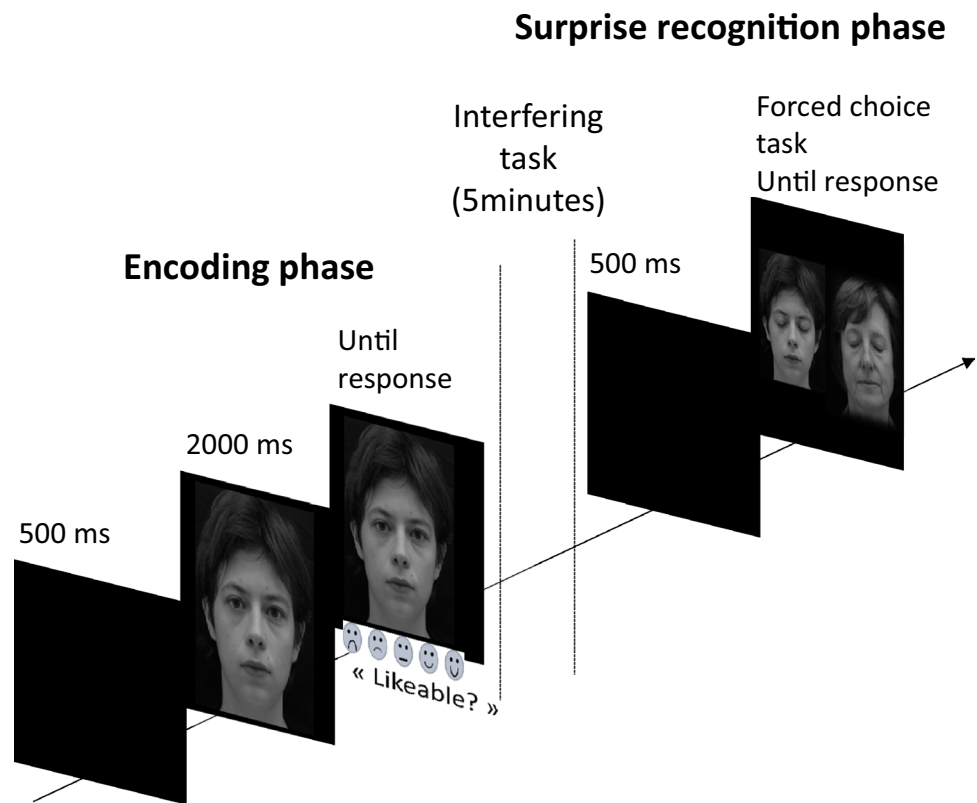 Surprise recognition phase
Interfering
task
(5minutes)
Forced choice
task
Until response
Encoding phase
500 ms
Until
response
2000 ms
500 ms
« Likeable? »